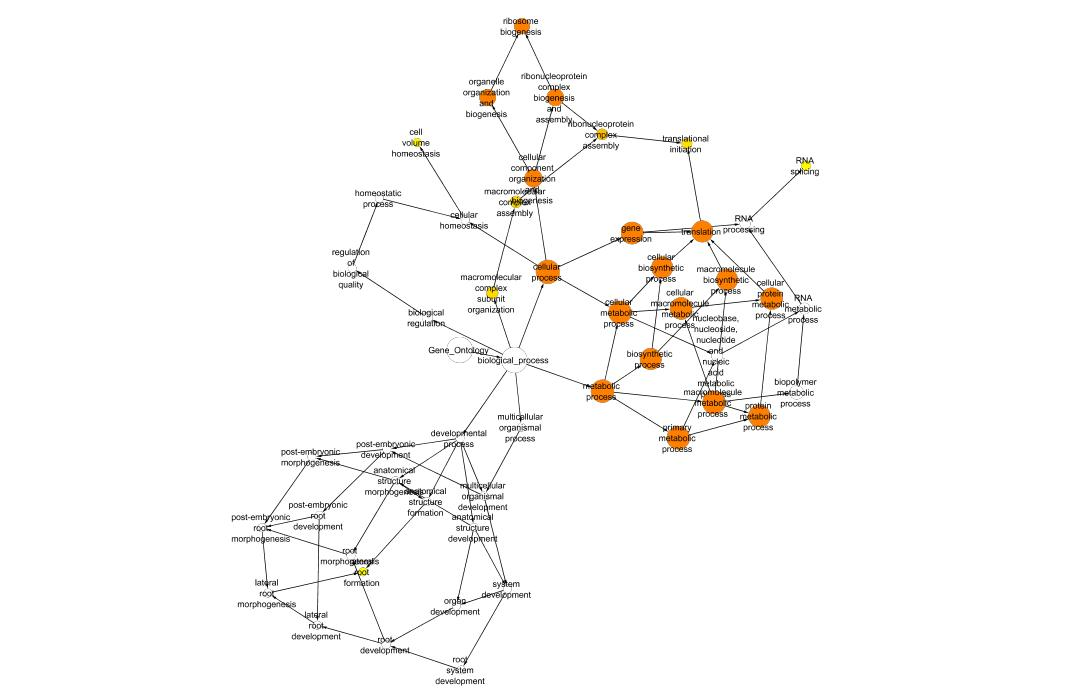 ribosome
biogenesis
organelle
organization
and
biogenesis
ribonucleoprotein
complex
biogenesis
and
assembly
ribonucleoprotein
complex
assembly
cell
volume
homeostasis
translational
initiation
RNA
splicing
cellular
component
organization
and
biogenesis
macromolecular
complex
assembly
homeostatic
process
cellular
homeostasis
gene
expression
translation
RNA
processing
regulation
of
biological
quality
cellular
process
cellular
biosynthetic
process
macromolecule
biosynthetic
process
cellular
protein
metabolic
process
RNA
metabolic
process
macromolecular
complex
subunit
organization
cellular
metabolic
process
cellular
macromolecule
metabolic
process
biological
regulation
nucleobase,
nucleoside,
nucleotide
and
nucleic
acid
metabolic
Gene_Ontology
biological_process
biosynthetic
process
metabolic
process
macromolecule
metabolic
process
biopolymer
metabolic
process
protein
metabolic
process
primary
metabolic
process
multicellular
organismal
process
developmental
process
post-embryonic
development
post-embryonic
morphogenesis
anatomical
structure
morphogenesis
anatomical
structure
formation
multicellular
organismal
development
anatomical
structure
development
post-embryonic
root
development
post-embryonic
root
morphogenesis
root
morphogenesis
root
formation
lateral
root
morphogenesis
system
development
organ
development
lateral
root
development
root
development
root
system
development